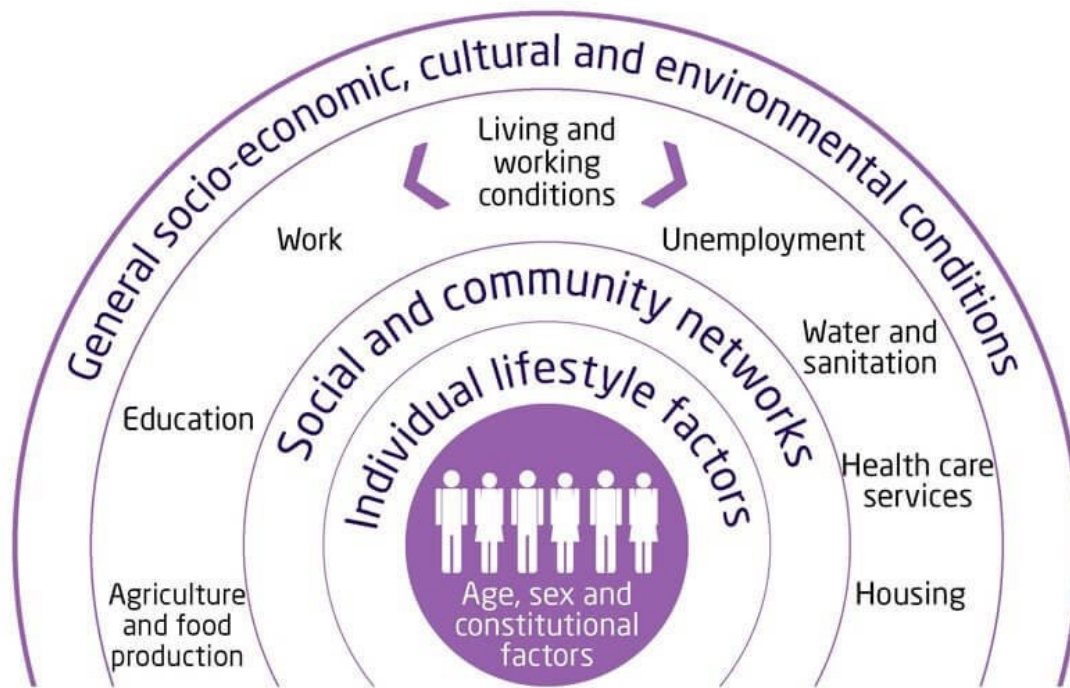 General socio-economic, cultural and environmental conditions
Living and
working
conditions
Work
Unemployment
Social and community networks
Water and
sanitation
Individual lifestyle factors
Education
Health care
services
Agriculture
and food
production
Housing
Age, sex and
constitutional
factors